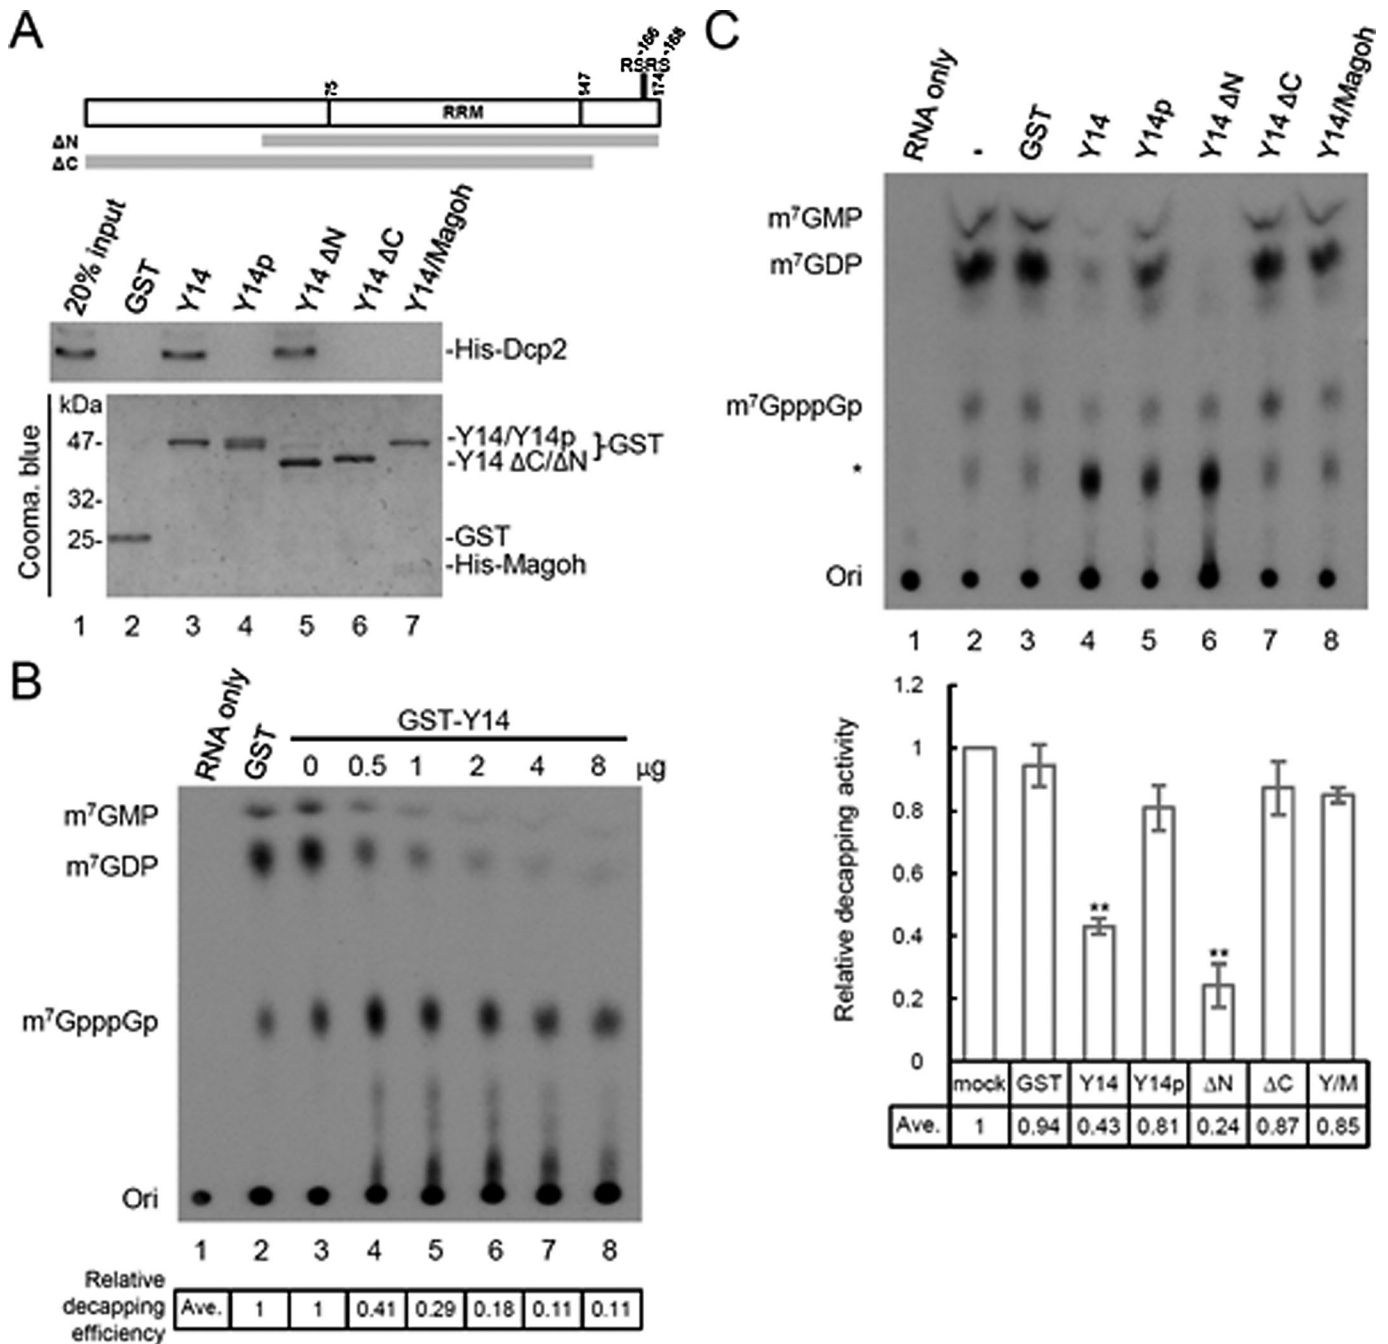 A
RSRS
-166
-168
75
147
174
RRM
ΔN
ΔC
20% input
GST
Y14
Y14p
Y14 ΔN
Y14 ΔC
Y14/Magoh
-His-Dcp2
Cooma. blue
kDa
47-
32-
25-
-Y14/Y14p
-Y14 ΔC/ΔN
}-GST
-GST
-His-Magoh
1 2 3 4 5 6 7
B
RNA only
GST
GST-Y14
0 0.5 1 2 4 8 μg
m⁷GMP
m⁷GDP
m⁷GpppGp
Ori
1 2 3 4 5 6 7 8
Relative
decapping
efficiency
Ave. 1 1 0.41 0.29 0.18 0.11 0.11
C
RNA only
-
GST
Y14
Y14p
Y14 ΔN
Y14 ΔC
Y14/Magoh
m⁷GMP
m⁷GDP
m⁷GpppGp
*
Ori
1 2 3 4 5 6 7 8
Relative decapping activity
1.2
1
0.8
0.6
0.4
0.2
0
**
**
mock GST Y14 Y14p ΔN ΔC Y/M
Ave. 1 0.94 0.43 0.81 0.24 0.87 0.85